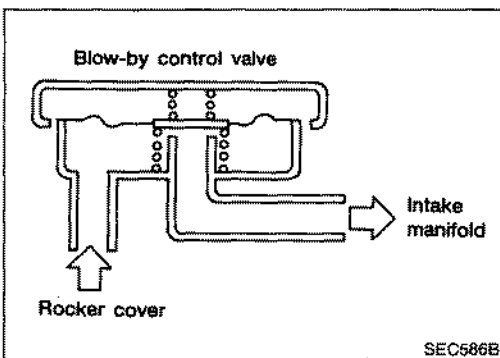 Blow-by control valve
Intake
manifold
Rocker cover
SEC586B